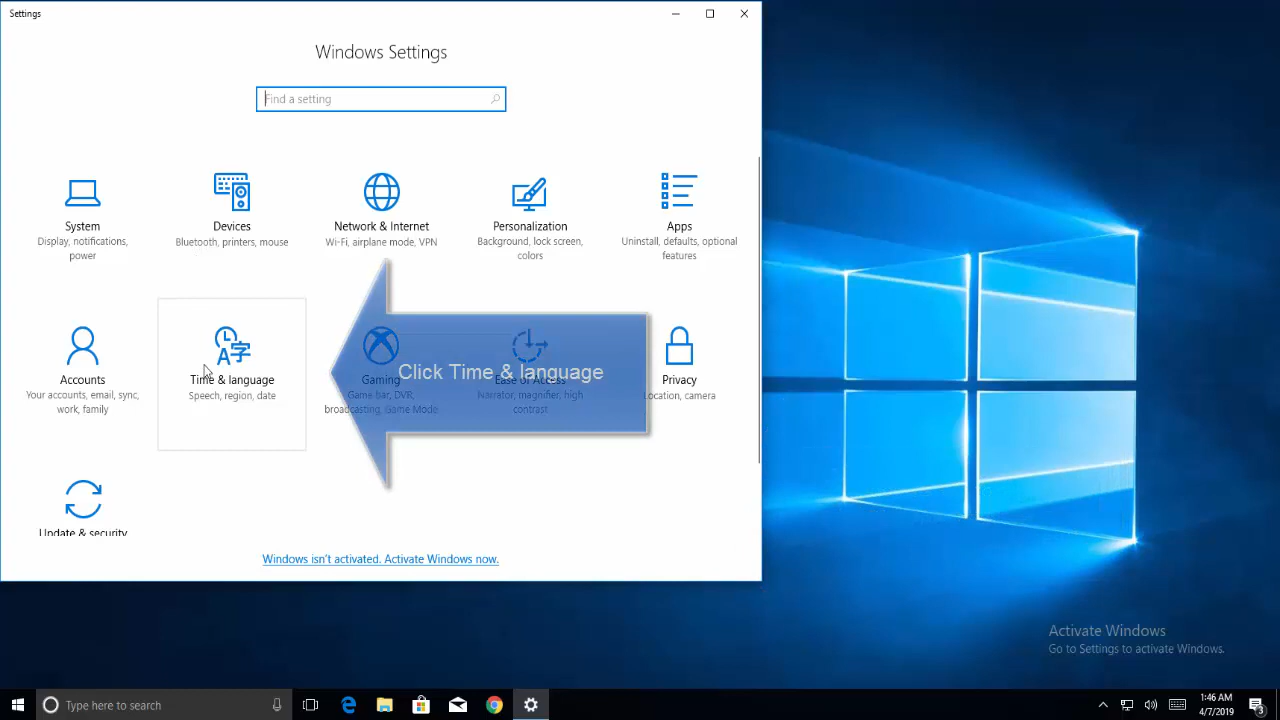 Settings
Windows Settings
Find a setting
System
Display, notifications,
power
Devices
Bluetooth, printers, mouse
Network & Internet
Wi-Fi, airplane mode, VPN
Personalization
Background, lock screen,
colors
Apps
Uninstall, defaults, optional
features
Accounts
Your accounts, email, sync,
work, family
A字
Time & language
Speech, region, date
Click Time & language
Gaming
Game bar, DVR,
broadcasting, Game Mode
Ease of Access
Narrator, magnifier, high
contrast
Privacy
Location, camera
Update & security
Windows isn't activated. Activate Windows now.
Activate Windows
Go to Settings to activate Windows.
Type here to search
1:46 AM
4/7/2019
3